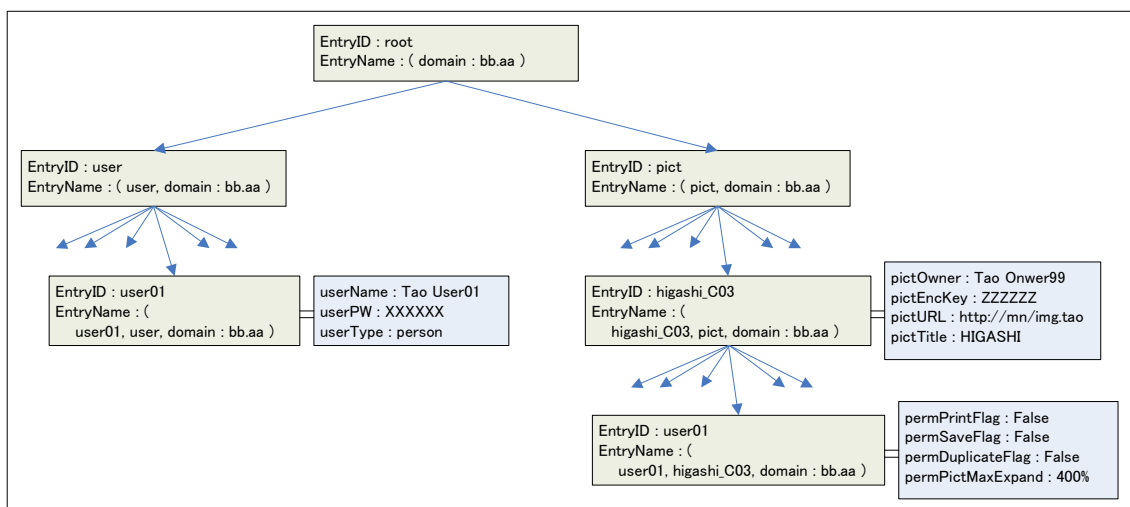 EntryID : root
EntryName : ( domain : bb.aa )
EntryID : user
EntryName : ( user, domain : bb.aa )
EntryID : pict
EntryName : ( pict, domain : bb.aa )
EntryID : user01
EntryName : (
user01, user, domain : bb.aa )
userName : Tao User01
userPW : XXXXXX
userType : person
EntryID : higashi_C03
EntryName : (
higashi_C03, pict, domain : bb.aa )
pictOwner : Tao Onwer99
pictEncKey : ZZZZZZ
pictURL : http://mn/img.tao
pictTitle : HIGASHI
EntryID : user01
EntryName : (
user01, higashi_C03, domain : bb.aa )
permPrintFlag : False
permSaveFlag : False
permDuplicateFlag : False
permPictMaxExpand : 400%